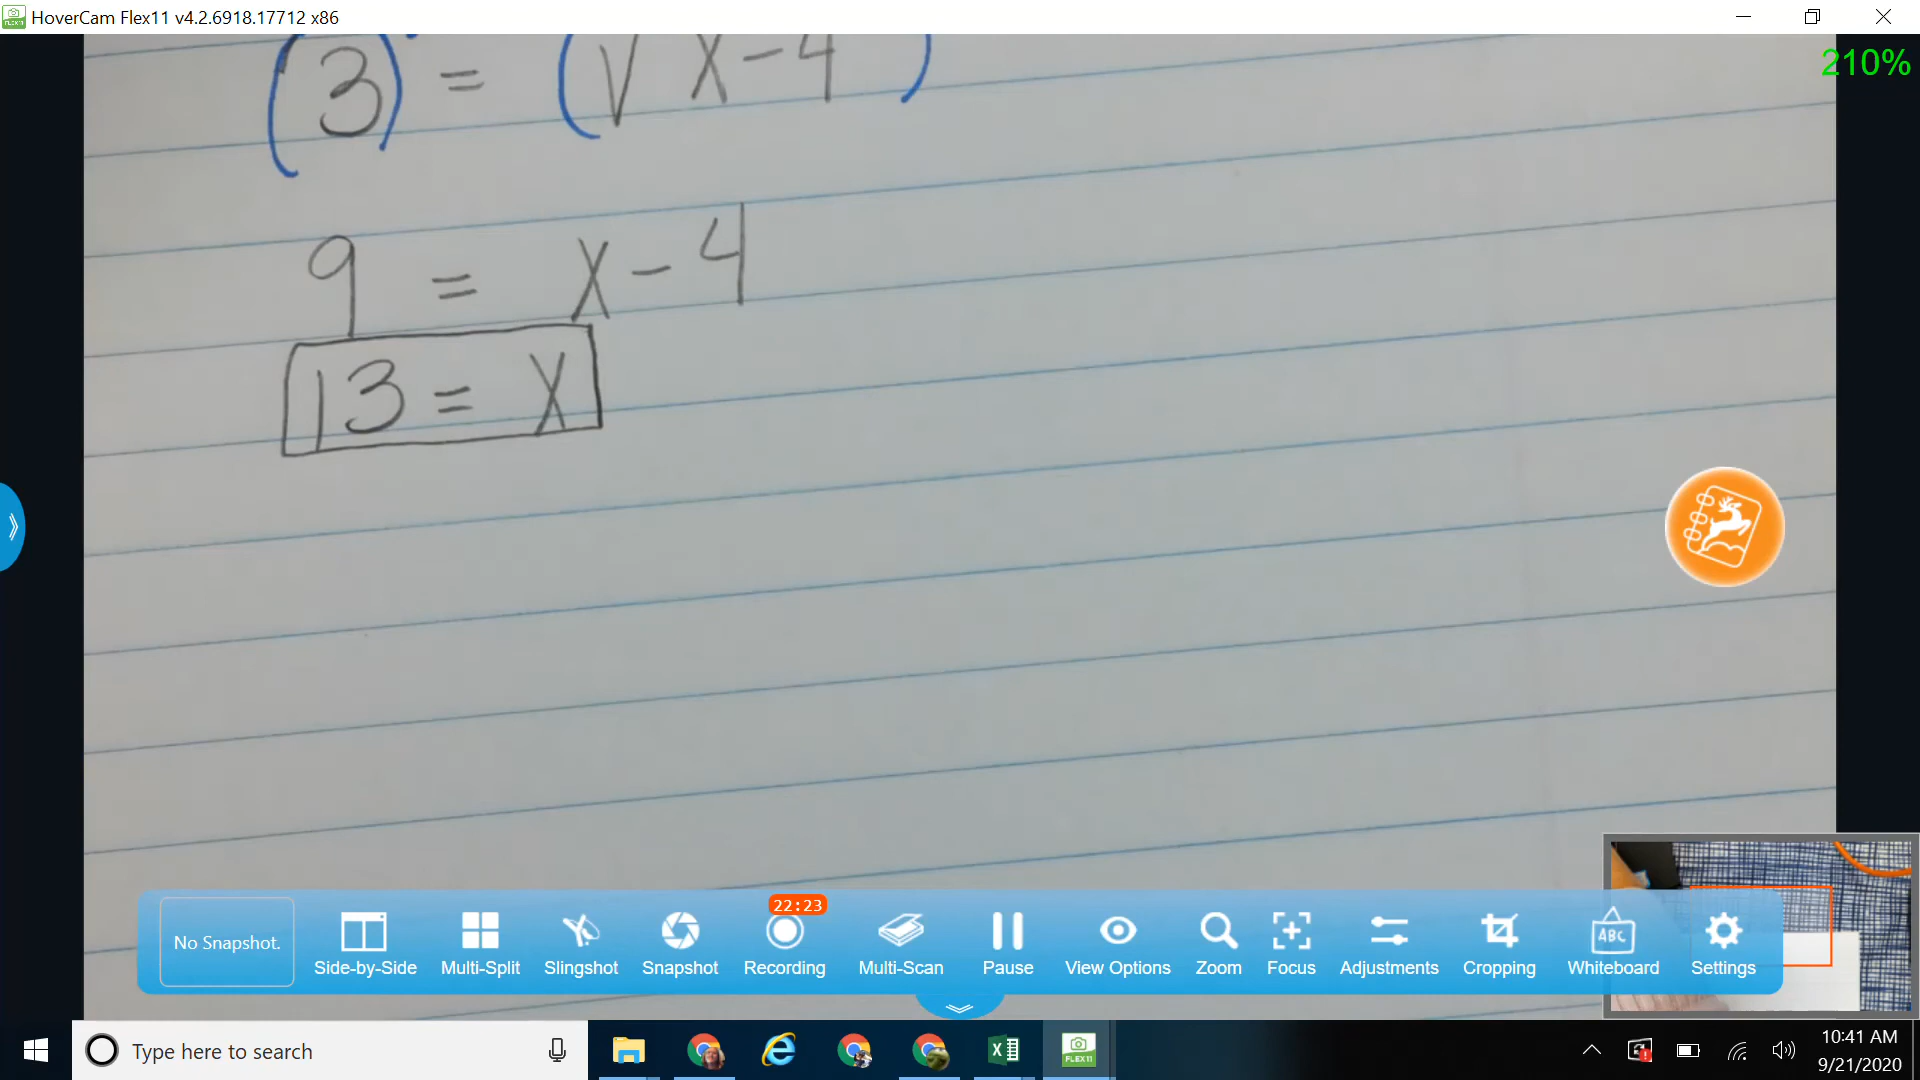 HoverCam Flex11 v4.2.6918.17712 x86
210%
(3) = (√x-4)
9 = x-4
13 = x
No Snapshot.
Side-by-Side
Multi-Split
Slingshot
Snapshot
22:23
Recording
Multi-Scan
Pause
View Options
Zoom
Focus
Adjustments
Cropping
ABC
Whiteboard
Settings
Type here to search
FLEX11
10:41 AM
9/21/2020